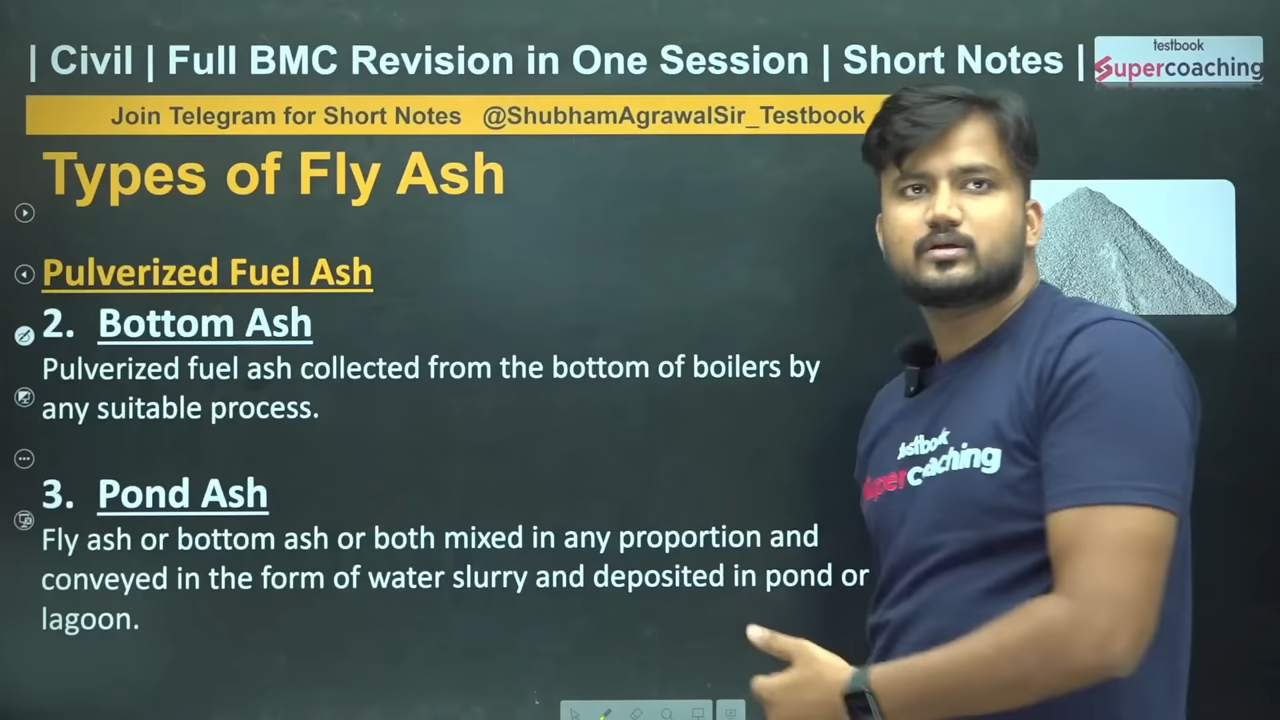 | Civil | Full BMC Revision in One Session | Short Notes |
testbook
Supercoaching
Join Telegram for Short Notes @ShubhamAgrawalSir_Testbook
Types of Fly Ash
Pulverized Fuel Ash
2. Bottom Ash
Pulverized fuel ash collected from the bottom of boilers by
any suitable process.
3. Pond Ash
Fly ash or bottom ash or both mixed in any proportion and
conveyed in the form of water slurry and deposited in pond or
lagoon.
testbook
supercoaching